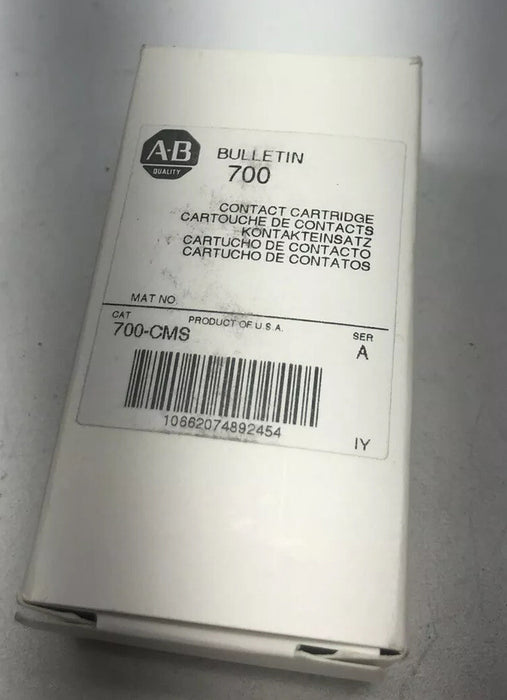 A-B
QUALITY
BULLETIN
700
CONTACT CARTRIDGE
CARTOUCHE DE CONTACTS
KONTAKTEINSATZ
CARTUCHO DE CONTACTO
CARTUCHO DE CONTATOS
MAT NO.
CAT PRODUCT OF U.S.A. SER
700-CMS A
10662074892454
IY